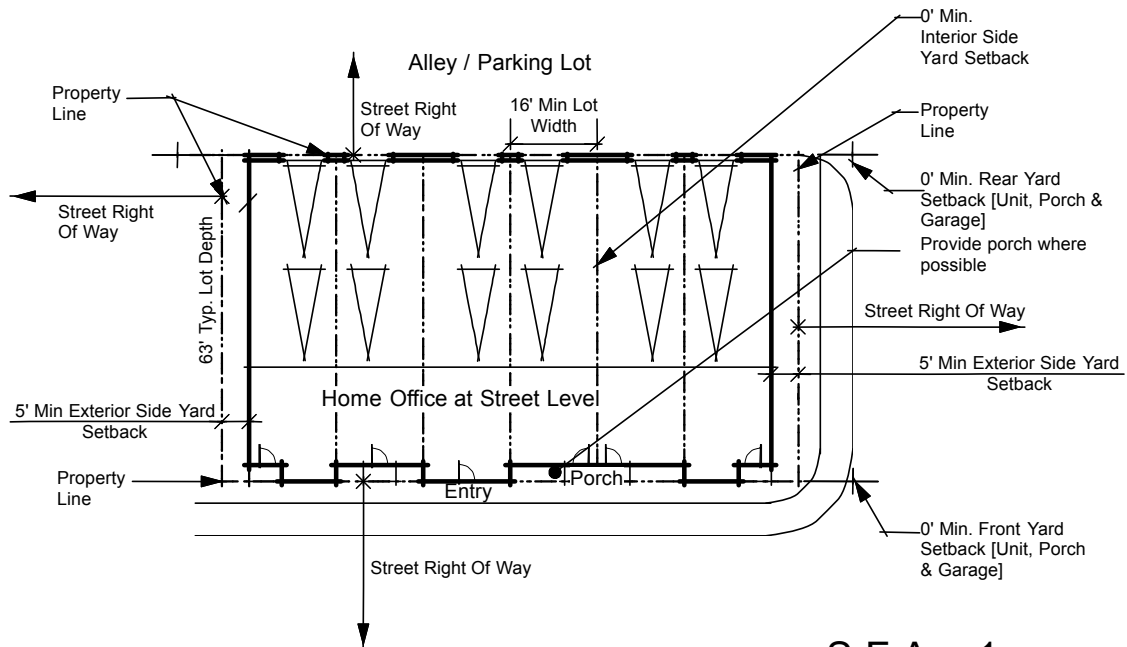 0' Min.
Interior Side
Yard Setback
Alley / Parking Lot
Property
Line
Street Right
Of Way
16' Min Lot
Width
Property
Line
0' Min. Rear Yard
Setback [Unit, Porch &
Garage]
Street Right
Of Way
Provide porch where
possible
63' Typ. Lot Depth
Street Right Of Way
5' Min Exterior Side Yard
Setback
Home Office at Street Level
5' Min Exterior Side Yard
Setback
Property
Line
Entry
Porch
0' Min. Front Yard
Setback [Unit, Porch
& Garage]
Street Right Of Way